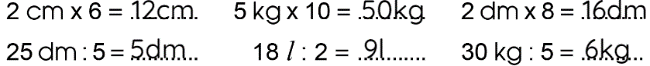 2 cm x 6 = 12cm. 5 kg x 10 = 50kg 2 dm x 8 = 16dm
25 dm : 5 = 5dm 18 l : 2 = 9l....... 30 kg : 5 = 6kg..